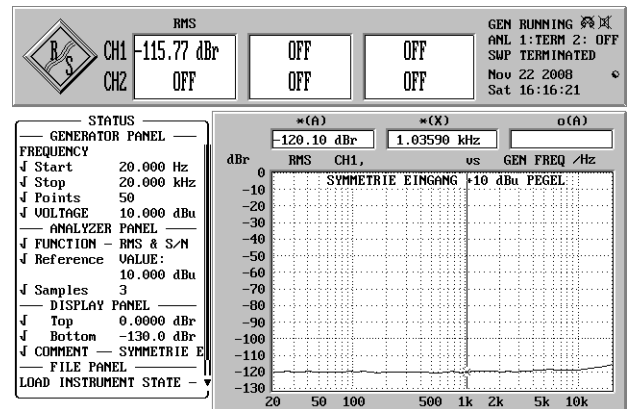 RMS
R
S
CH1 -115.77 dBr OFF OFF
CH2 OFF OFF OFF
GEN RUNNING
ANL 1:TERM 2: OFF
SWP TERMINATED
Nov 22 2008
Sat 16:16:21
STATUS
GENERATOR PANEL
FREQUENCY
Start 20.000 Hz
Stop 20.000 kHz
Points 50
VOLTAGE 10.000 dBu
ANALYZER PANEL
FUNCTION - RMS & S/N
Reference VALUE:
10.000 dBu
Samples 3
DISPLAY PANEL
Top 0.0000 dBr
Bottom -130.0 dBr
COMMENT — SYMMETRIE E
FILE PANEL
LOAD INSTRUMENT STATE -
*(A) *(X) o(A)
-120.10 dBr 1.03590 kHz
dBr RMS CH1, vs GEN FREQ /Hz
SYMMETRIE EINGANG +10 dBu PEGEL
0
-10
-20
-30
-40
-50
-60
-70
-80
-90
-100
-110
-120
-130
20 50 100 500 1k 2k 5k 10k